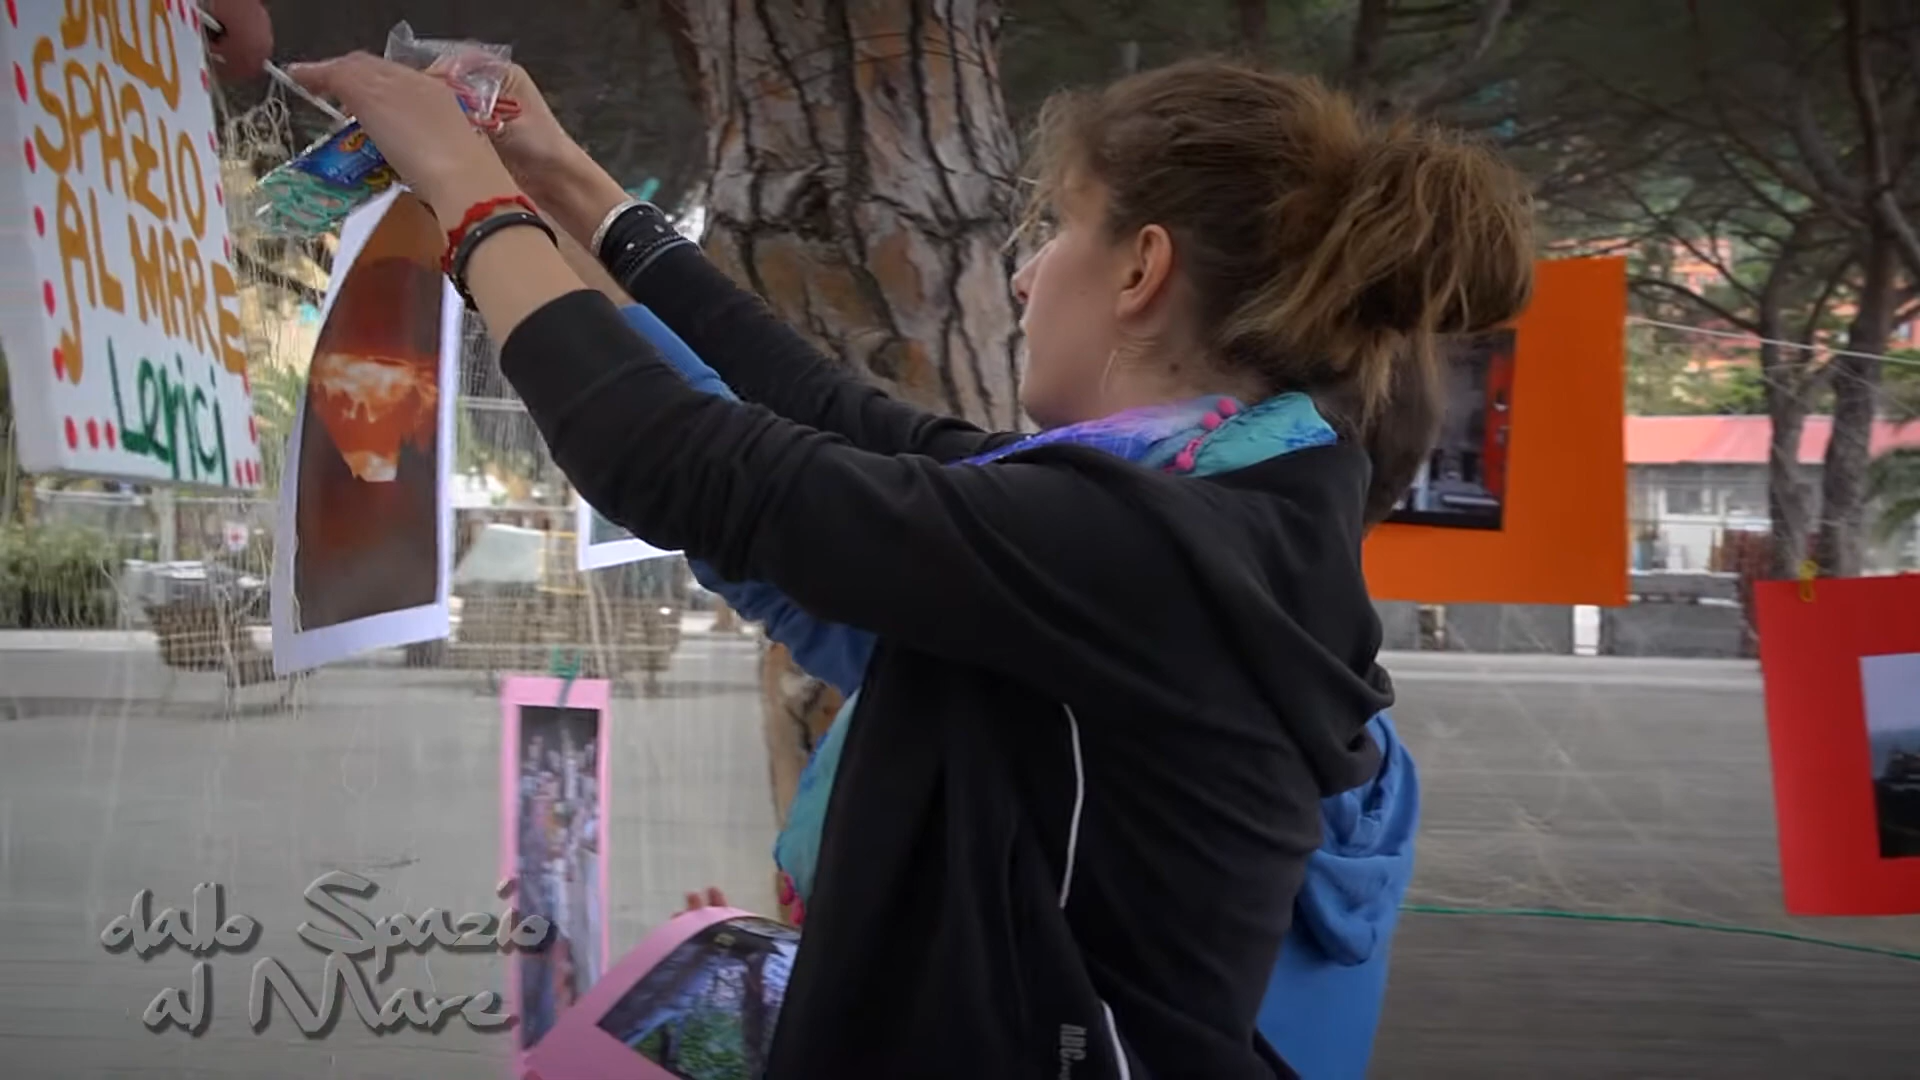 DALLO
SPAZIO
AL MARE
Lerici
dallo Spazio
al Mare